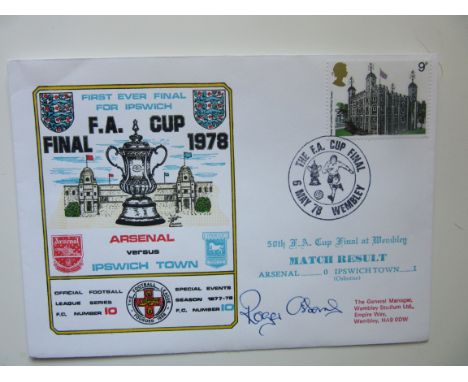 FIRST EVER FINAL
FOR IPSWICH
F.A. CUP
FINAL 1978
ARSENAL
versus
IPSWICH TOWN
OFFICIAL FOOTBALL
LEAGUE SERIES
F.C. NUMBER 10
SPECIAL EVENTS
SEASON 1977-78
F.C. NUMBER 10
THE FOOTBALL LEAGUE
9p
THE F.A. CUP FINAL
6 MAY 78 WEMBLEY
50th F.A. Cup Final at Wembley
MATCH RESULT
ARSENAL 0 IPSWICH TOWN 1
(Osborne)
Roger Osborne
The General Manager,
Wembley Stadium Ltd.,
Empire Way,
Wembley, HA9 0DW